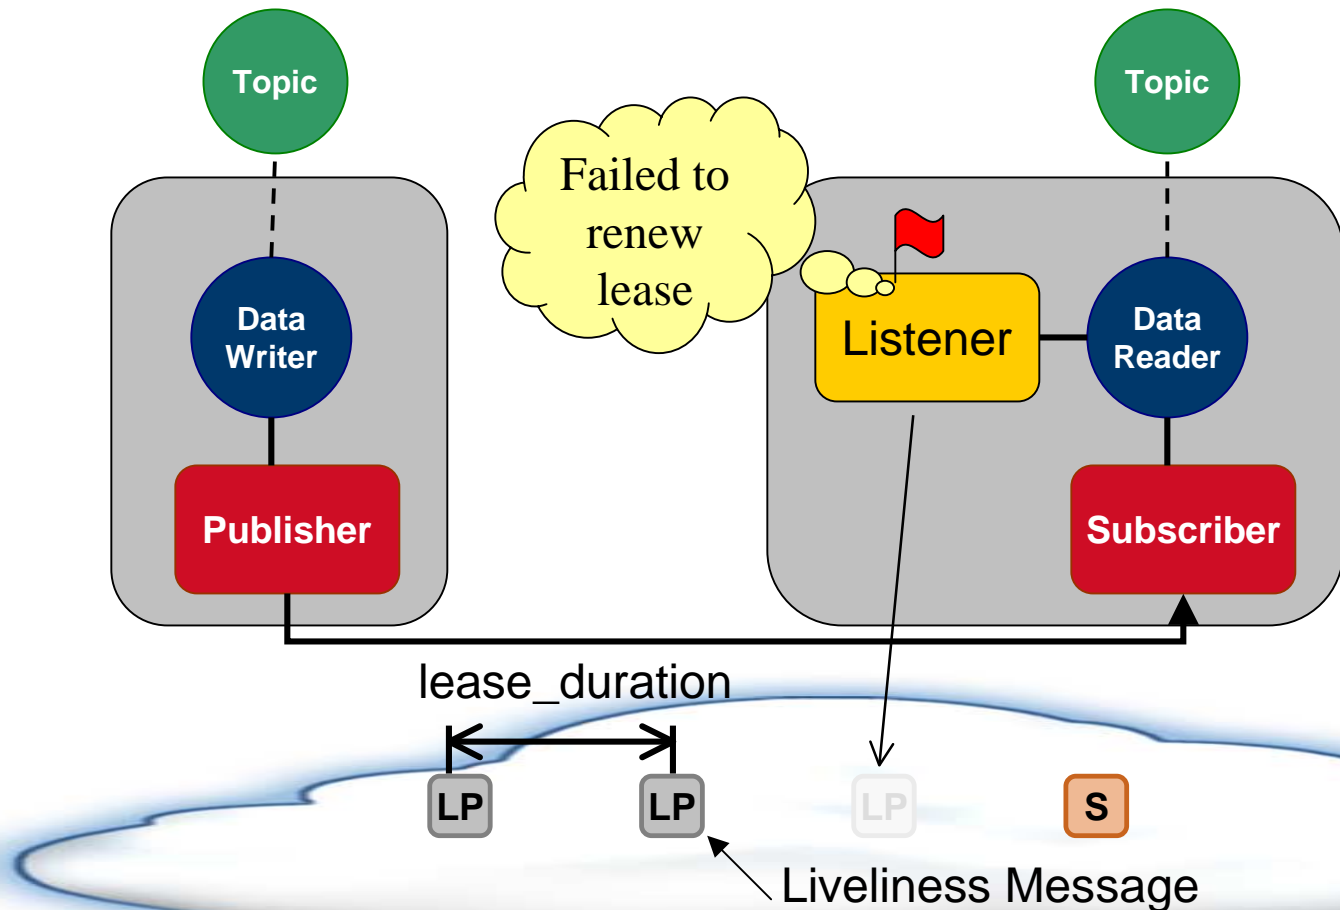 Topic
Topic
Failed to
renew
lease
Data
Writer
Listener
Data
Reader
Publisher
Subscriber
lease_duration
LP
LP
LP
S
Liveliness Message